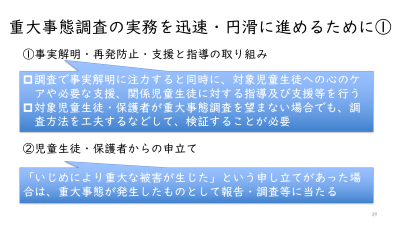 重大事態調査の実務を迅速・円滑に進めるために①
①事実解明・再発防止・支援と指導の取り組み
❏調査で事実解明に注力すると同時に、対象児童生徒への心のケ
アや必要な支援、関係児童生徒に対する指導及び支援等を行う
❏対象児童生徒・保護者が重大事態調査を望まない場合でも、調
査方法を工夫するなどして、検証することが必要
②児童生徒・保護者からの申立て
「いじめにより重大な被害が生じた」という申し立てがあった場
合は、重大事態が発生したものとして報告・調査等に当たる
29